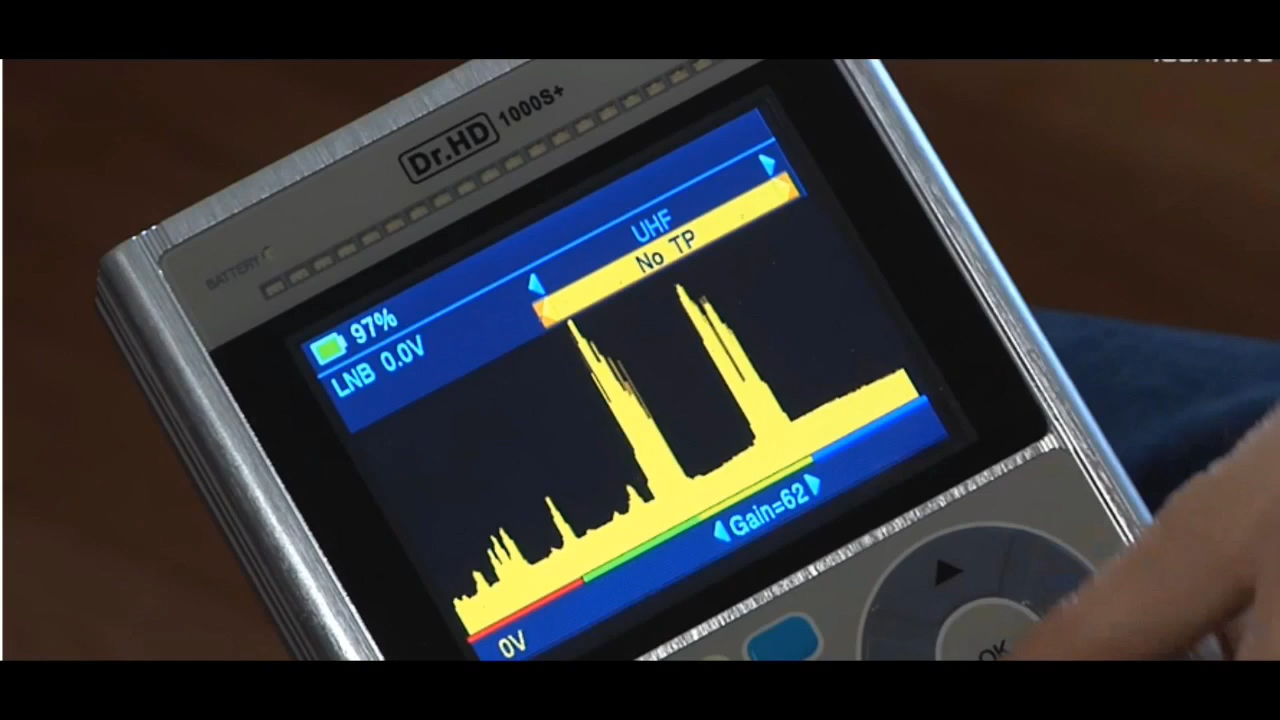 Dr.HD 1000S+
BATTERY
97%
LNB 0.0V
UHF
No TP
Gain=62
0V
OK